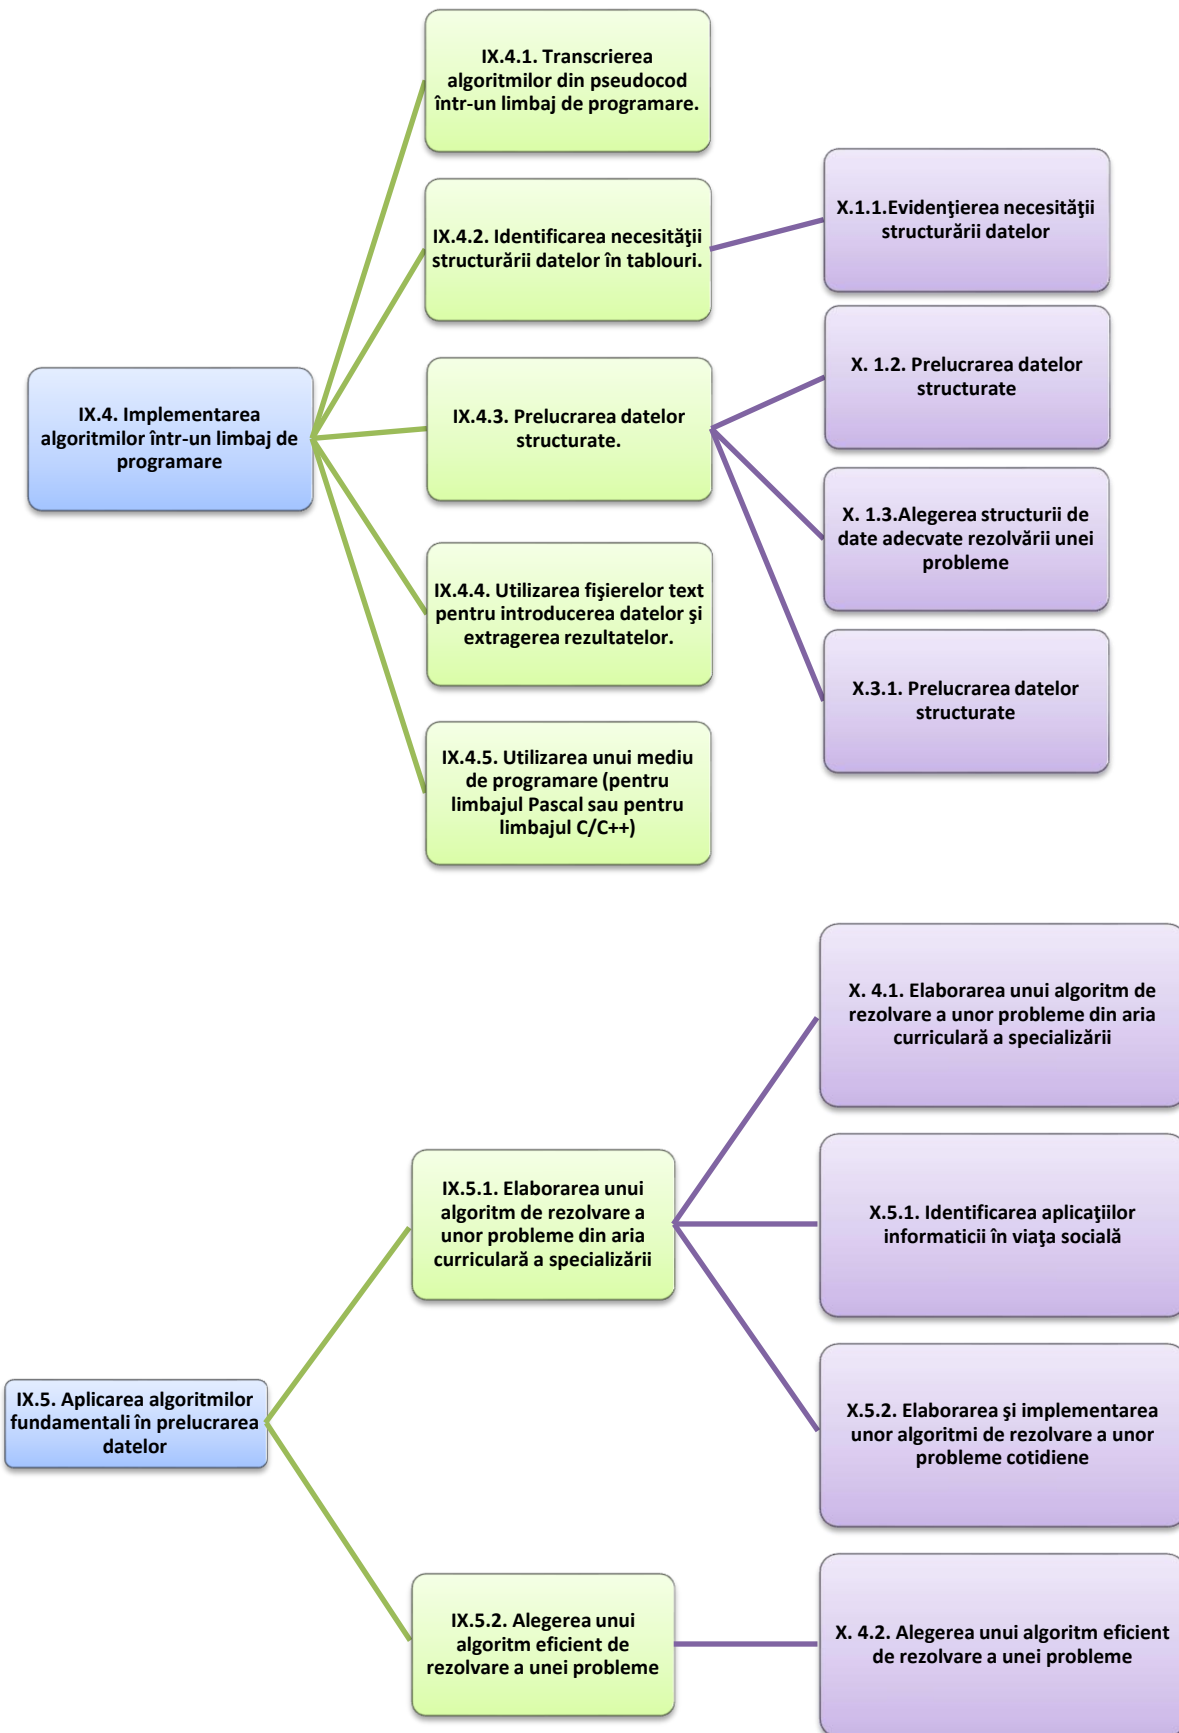 IX.4.1. Transcrierea
algoritmilor din pseudocod
într-un limbaj de programare.
IX.4.2. Identificarea necesităţii
structurării datelor în tablouri.
X.1.1.Evidenţierea necesităţii
structurării datelor
IX.4. Implementarea
algoritmilor într-un limbaj de
programare
IX.4.3. Prelucrarea datelor
structurate.
X. 1.2. Prelucrarea datelor
structurate
X. 1.3.Alegerea structurii de
date adecvate rezolvării unei
probleme
X.3.1. Prelucrarea datelor
structurate
IX.4.4. Utilizarea fişierelor text
pentru introducerea datelor şi
extragerea rezultatelor.
IX.4.5. Utilizarea unui mediu
de programare (pentru
limbajul Pascal sau pentru
limbajul C/C++)
IX.5. Aplicarea algoritmilor
fundamentali în prelucrarea
datelor
IX.5.1. Elaborarea unui
algoritm de rezolvare a
unor probleme din aria
curriculară a specializării
X. 4.1. Elaborarea unui algoritm de
rezolvare a unor probleme din aria
curriculară a specializării
X.5.1. Identificarea aplicaţiilor
informaticii în viaţa socială
X.5.2. Elaborarea şi implementarea
unor algoritmi de rezolvare a unor
probleme cotidiene
IX.5.2. Alegerea unui
algoritm eficient de
rezolvare a unei probleme
X. 4.2. Alegerea unui algoritm eficient
de rezolvare a unei probleme